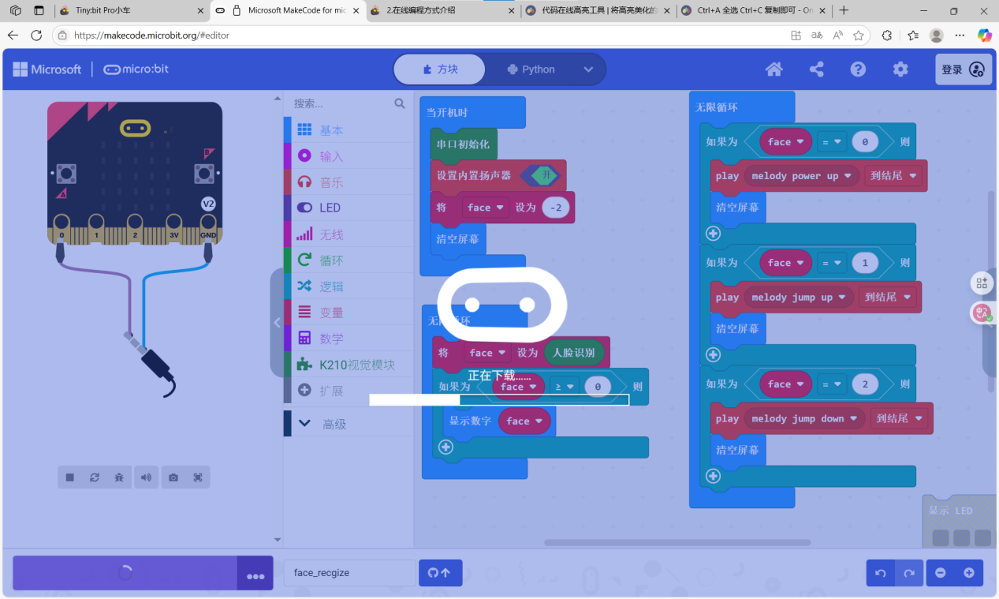 Tiny:bit Pro小车
Microsoft MakeCode for mic
2.在线编程方式介绍
代码在线高亮工具 | 将高亮美化的
Ctrl+A 全选 Ctrl+C 复制即可 - On
https://makecode.microbit.org/#editor
Microsoft
micro:bit
方块
Python
登录
A
B
V2
0
1
2
3V
GND
搜索...
基本
输入
音乐
LED
无线
循环
逻辑
变量
数学
K210视觉模块
扩展
高级
当开机时
串口初始化
设置内置扬声器 开
将 face 设为 -2
清空屏幕
无限循环
将 face 设为 人脸识别
如果为 face ≥ 0 则
显示数字 face
正在下载......
无限循环
如果为 face = 0 则
play melody power up 到结尾
清空屏幕
如果为 face = 1 则
play melody jump up 到结尾
清空屏幕
如果为 face = 2 则
play melody jump down 到结尾
清空屏幕
显示 LED
face_recgize